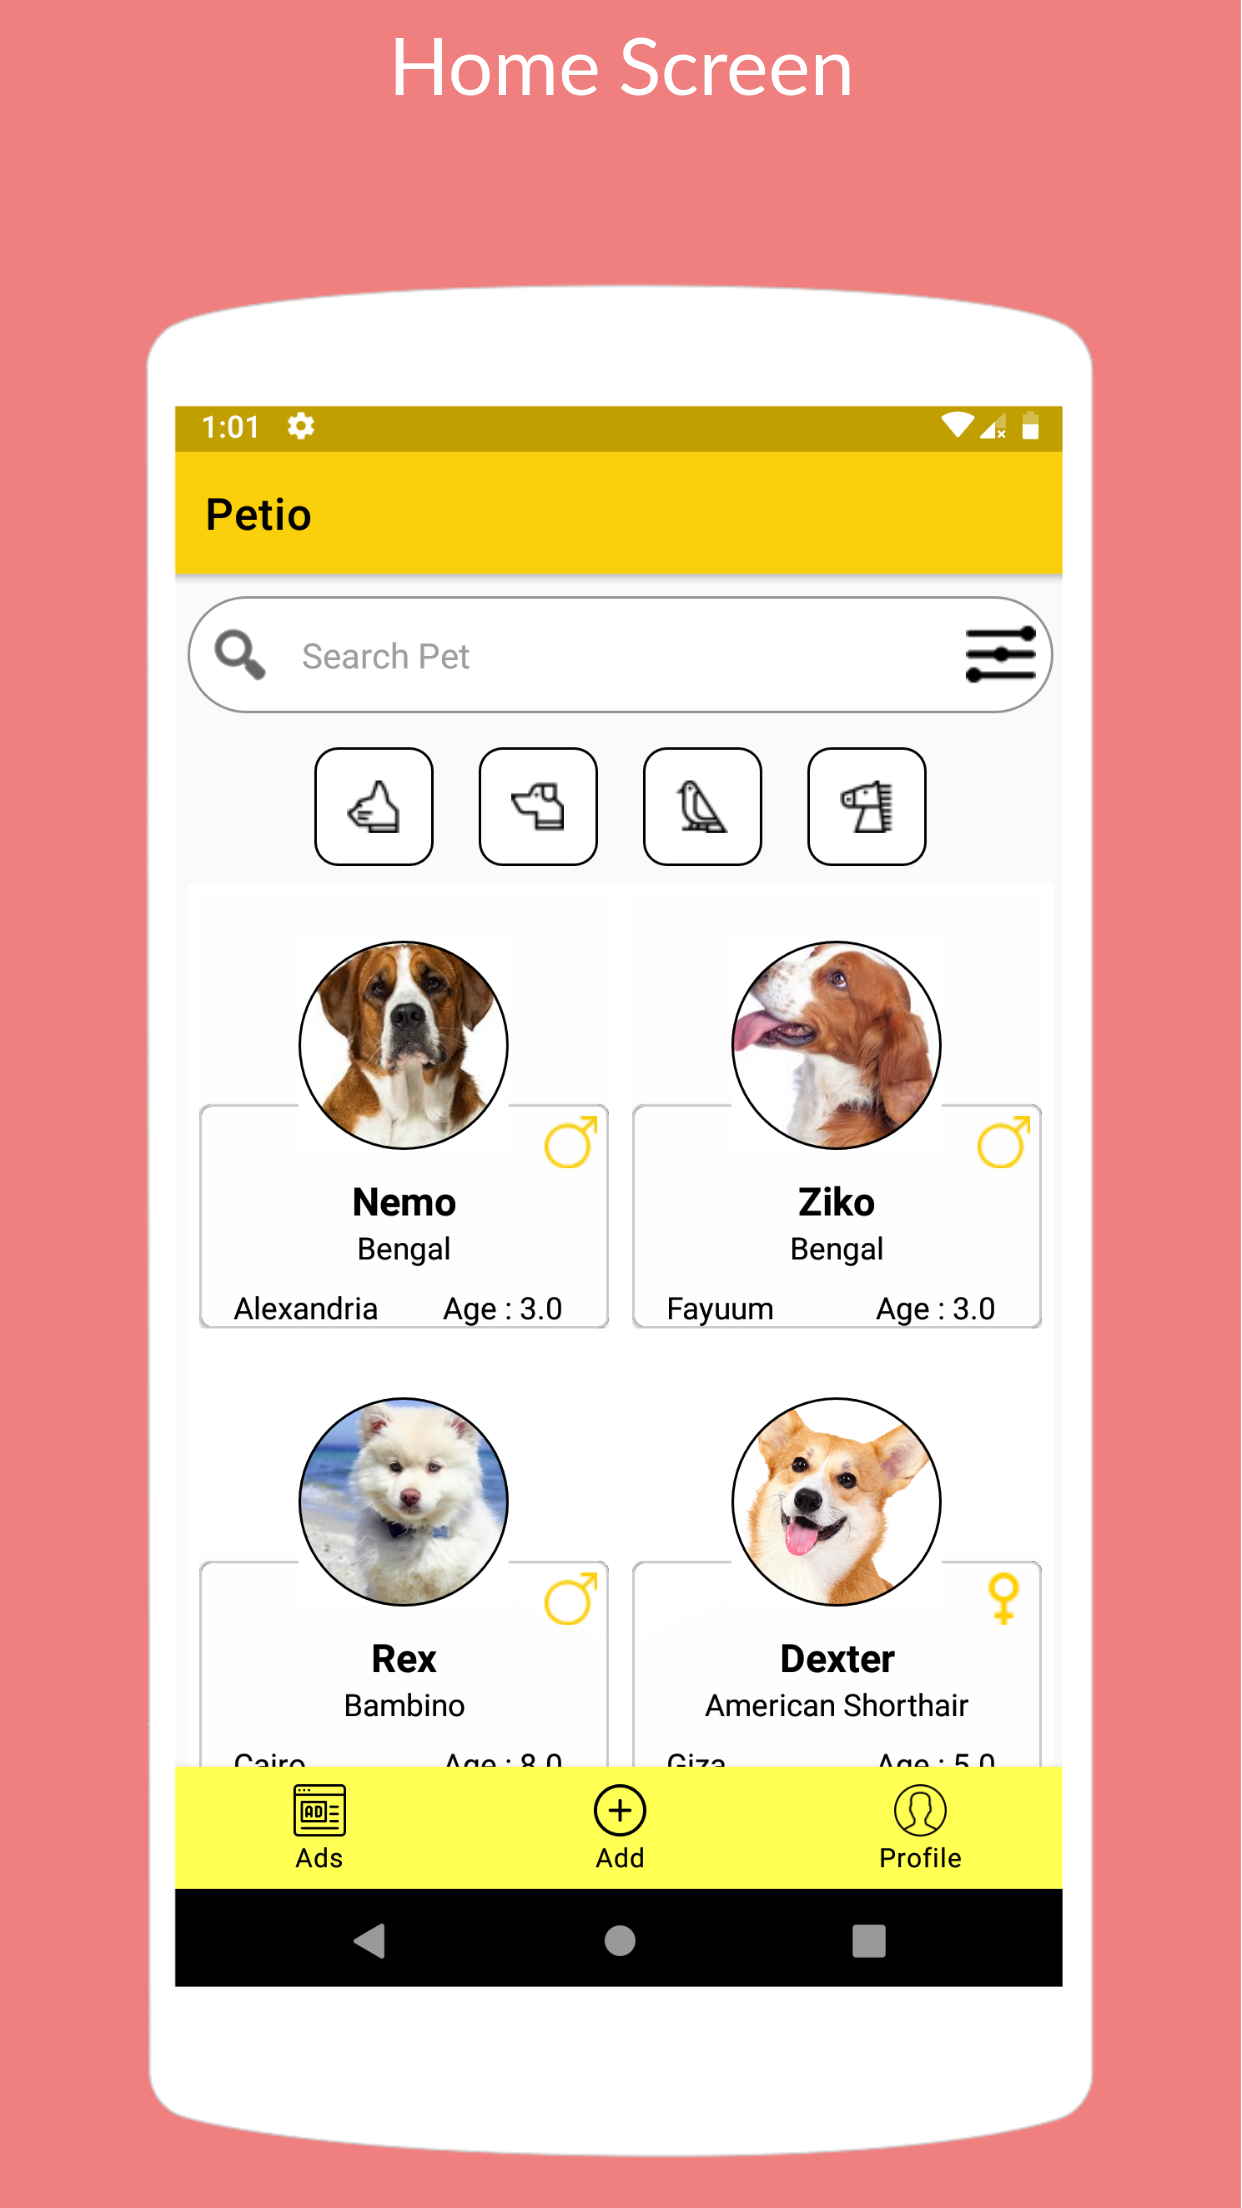 Home Screen
1:01
Petio
Search Pet
Nemo
Bengal
Alexandria Age : 3.0
Ziko
Bengal
Fayuum Age : 3.0
Rex
Bambino
Cairo Age : 8.0
Dexter
American Shorthair
Giza Age : 5.0
AD
Ads
Add
Profile